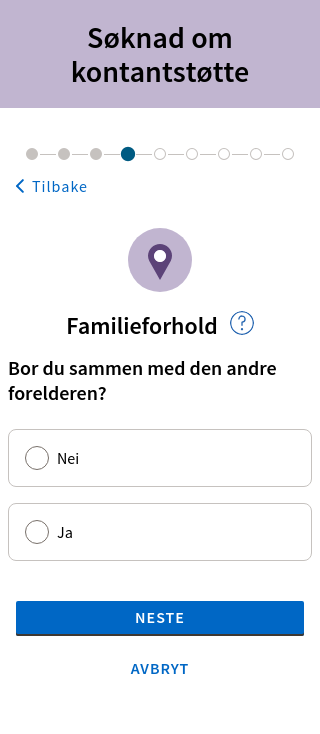 Søknad om
kontantstøtte
Tilbake
Familieforhold ?
Bor du sammen med den andre
forelderen?
Nei
Ja
NESTE
AVBRYT